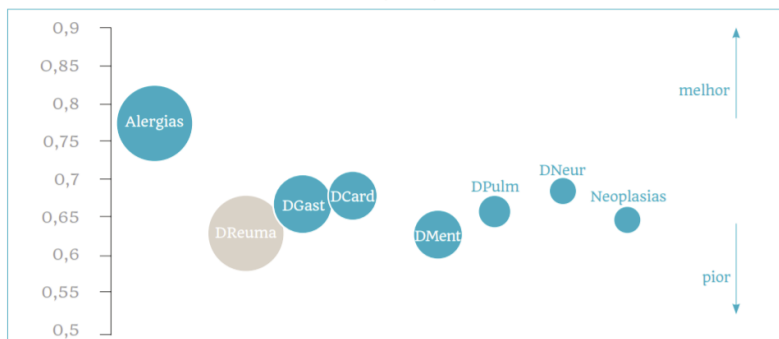 0,9
0,85
0,8
0,75
0,7
0,65
0,6
0,55
0,5
Alergias
DReuma
DGast
DCard
DMent
DPulm
DNeur
Neoplasias
melhor
pior